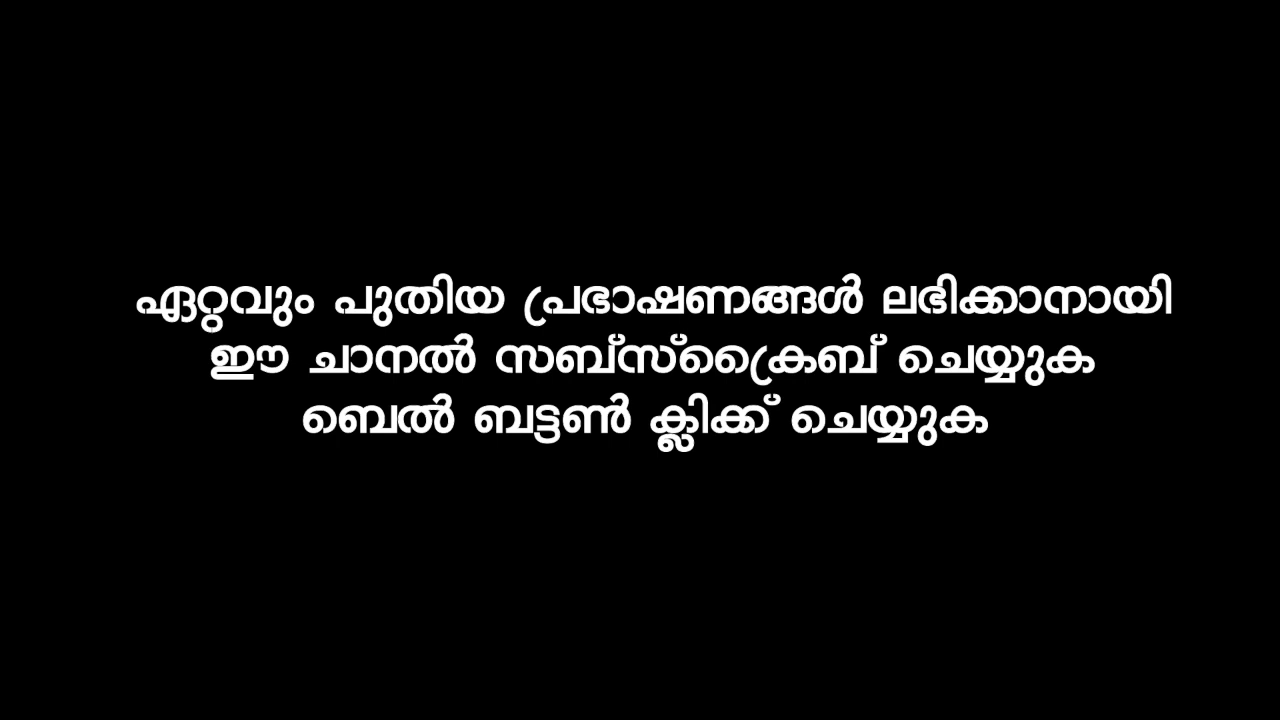 ഏറ്റവും പുതിയ പ്രഭാഷണങ്ങൾ ലഭിക്കാനായി
ഈ ചാനൽ സബ്സ്ക്രൈബ് ചെയ്യുക
ബെൽ ബട്ടൺ ക്ലിക്ക് ചെയ്യുക